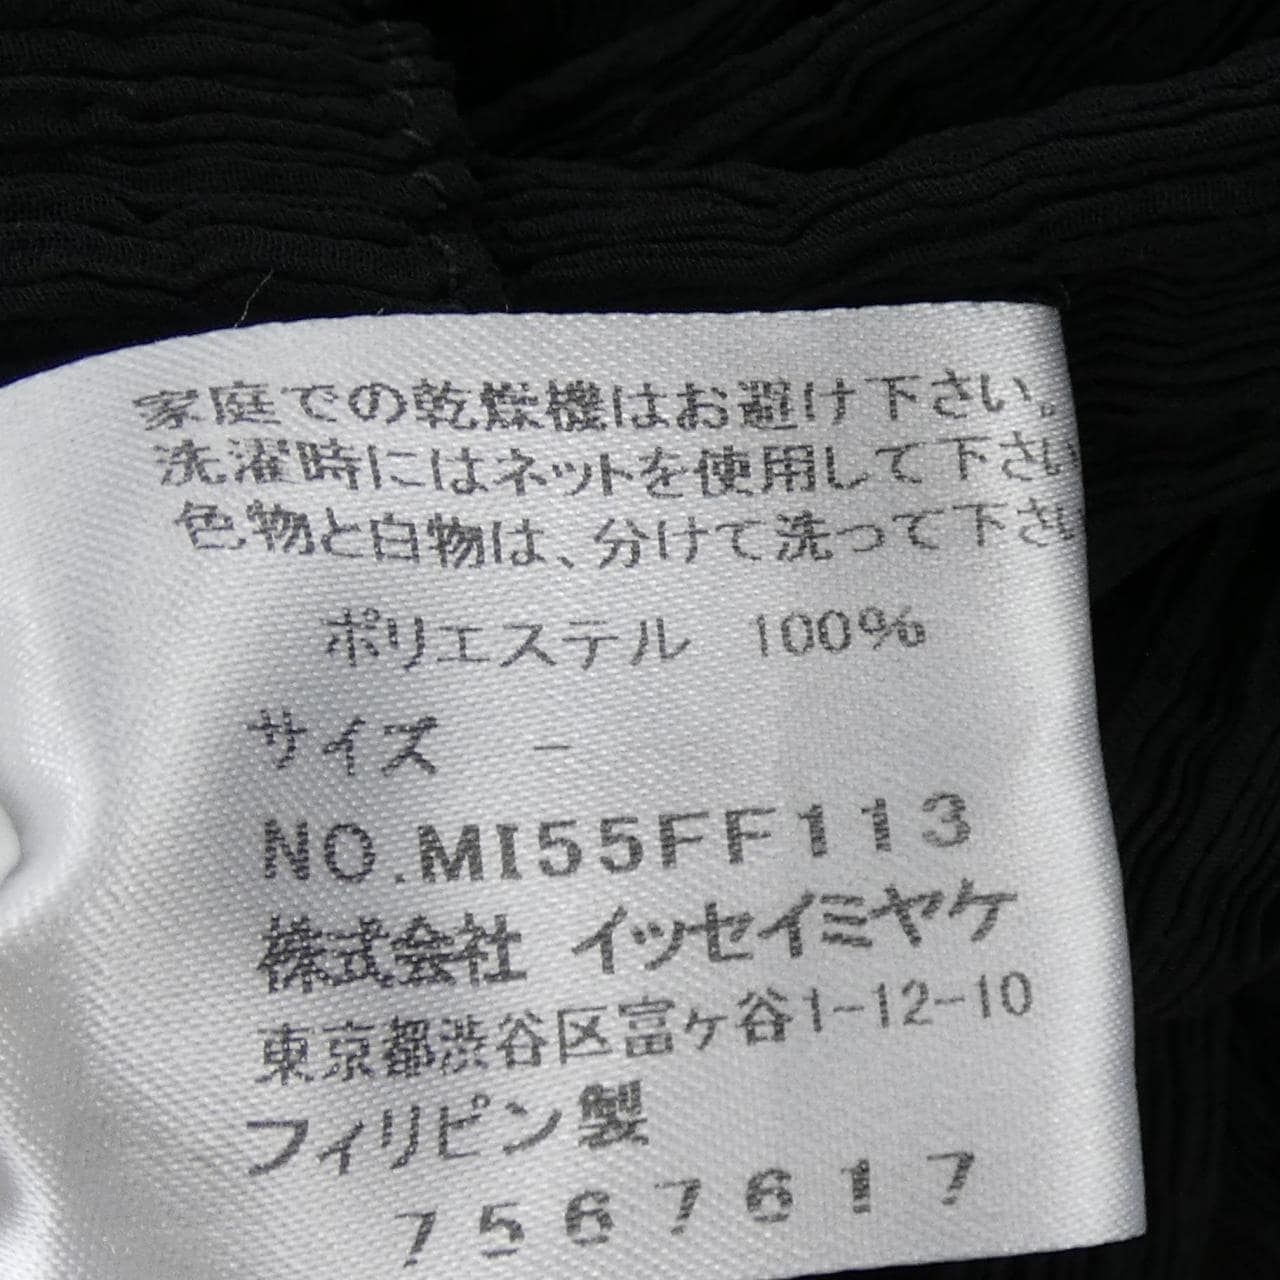 家庭での乾燥機はお避け下さい。
洗濯時にはネットを使用して下さい
色物と白物は、分けて洗って下さい
ポリエステル 100%
サイズ -
NO.MI55FF113
株式会社 イッセイミヤケ
東京都渋谷区富ヶ谷1-12-10
フィリピン製
7567617